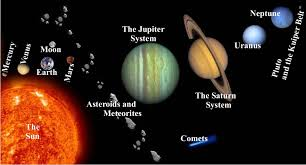 Mercury
Venus
Moon
Earth
Mars
The Jupiter
System
Neptune
Uranus
Pluto
and the Kuiper Belt
The Sun
Asteroids and
Meteorites
The Saturn
System
Comets